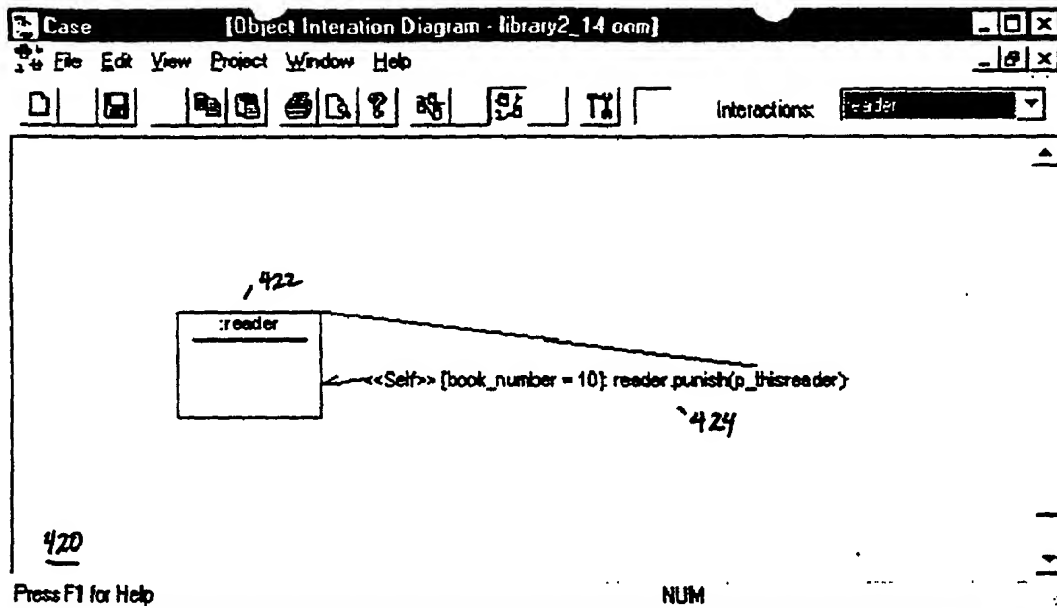 Case [Object Interation Diagram - library2_14 oom]
File Edit View Project Window Help
Interactions:
422
:reader
<<Self>> {book_number = 10}: reader.punish(p_thisreader)
424
420
Press F1 for Help NUM